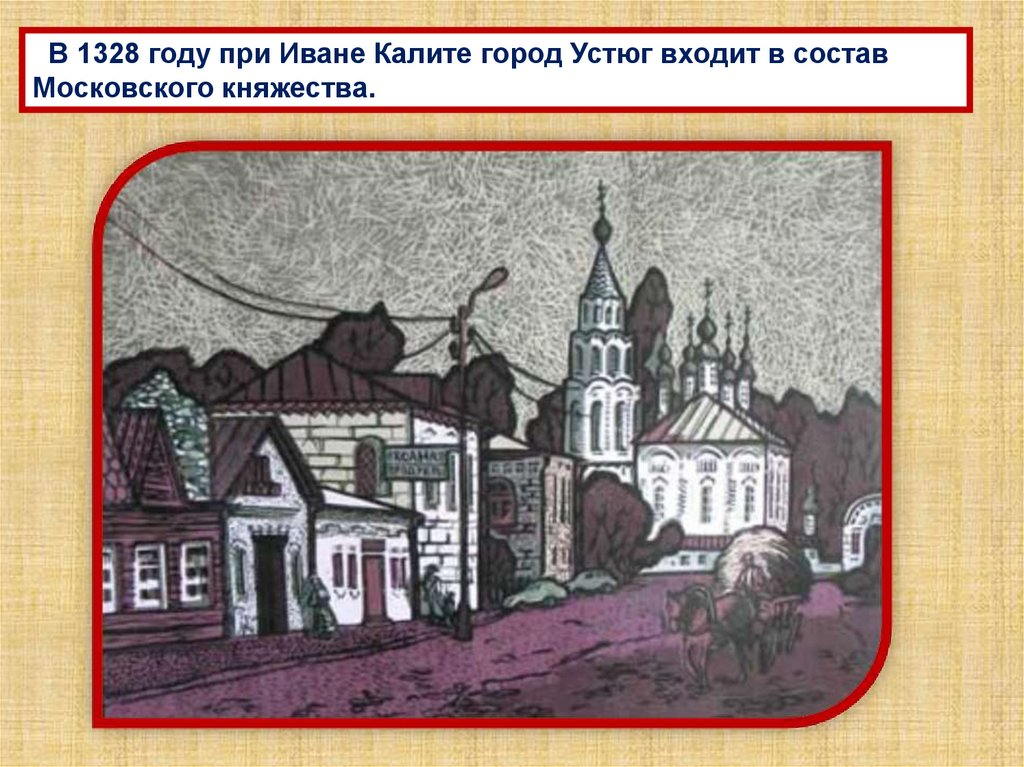 В 1328 году при Иване Калите город Устюг входит в состав
Московского княжества.